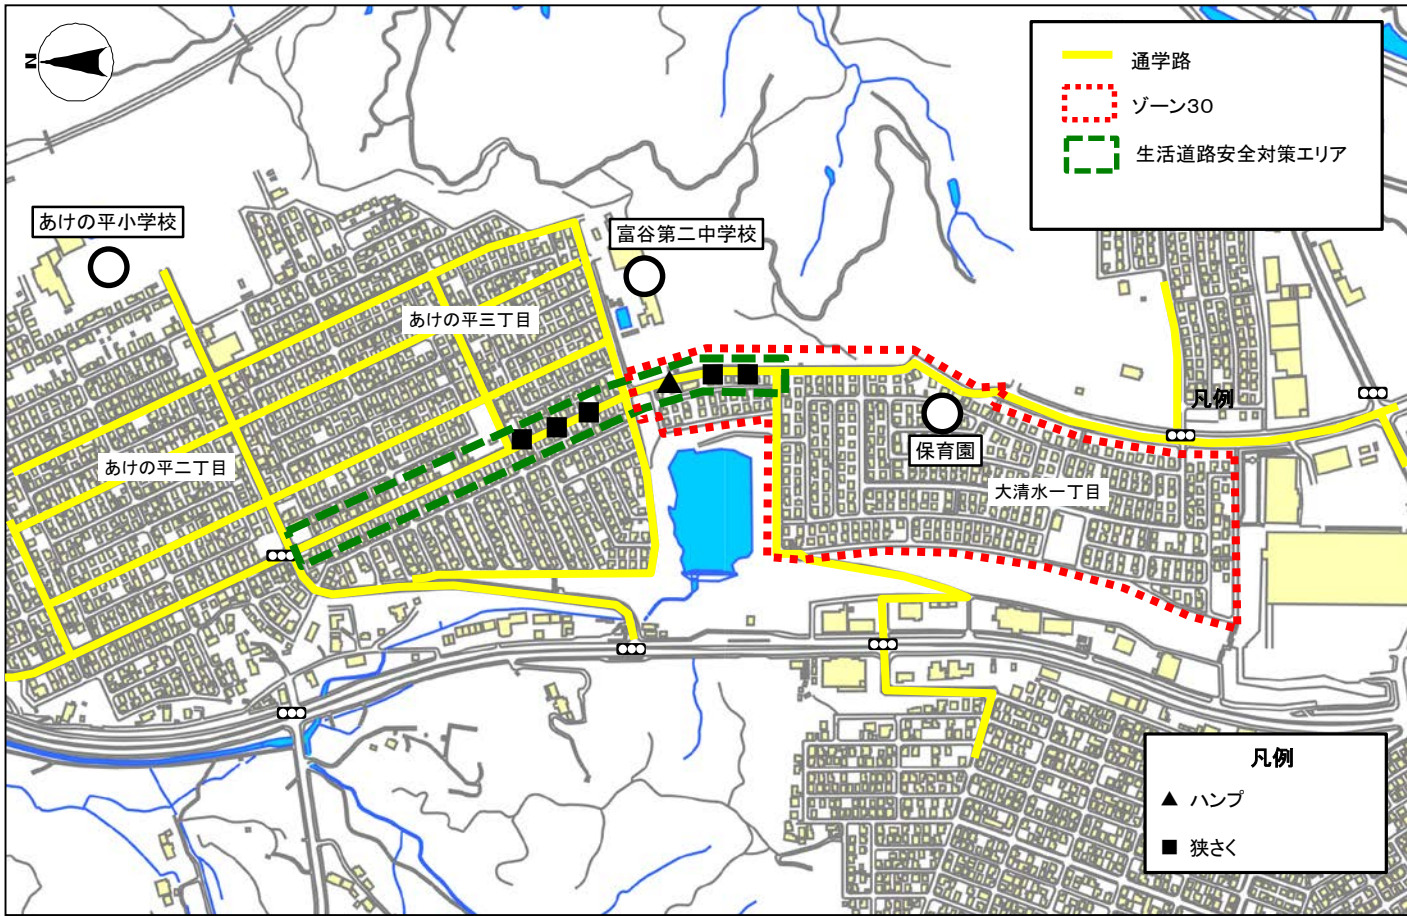 N
通学路
ゾーン30
生活道路安全対策エリア
あけの平小学校
富谷第二中学校
あけの平三丁目
凡例
保育園
あけの平二丁目
大清水一丁目
凡例
▲ ハンプ
■ 狭さく